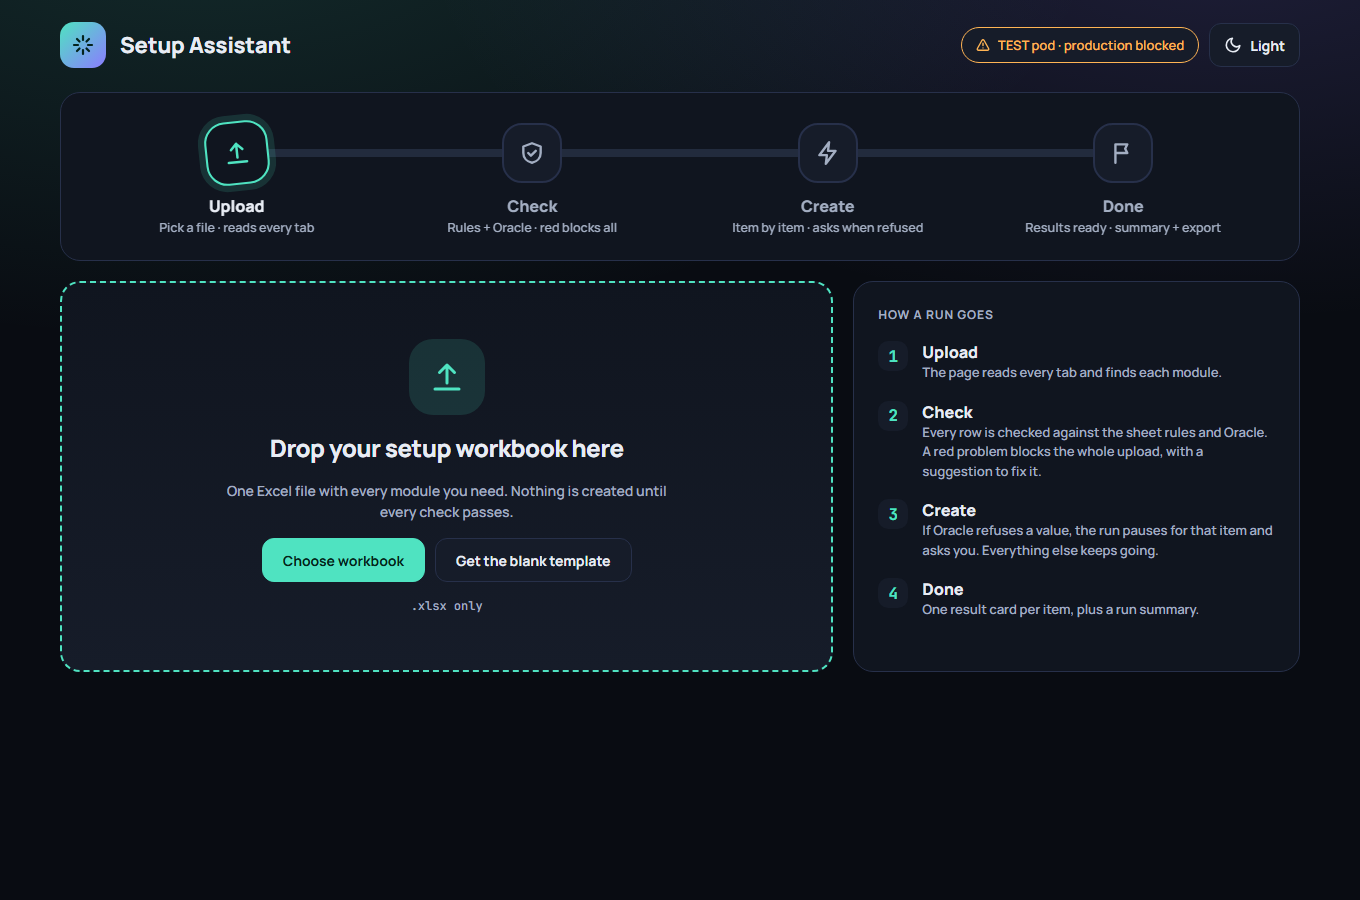 Setup Assistant
TEST pod · production blocked
Light
Upload
Pick a file · reads every tab
Check
Rules + Oracle · red blocks all
Create
Item by item · asks when refused
Done
Results ready · summary + export
Drop your setup workbook here
One Excel file with every module you need. Nothing is created until
every check passes.
Choose workbook
Get the blank template
.xlsx only
HOW A RUN GOES
1
Upload
The page reads every tab and finds each module.
2
Check
Every row is checked against the sheet rules and Oracle.
A red problem blocks the whole upload, with a
suggestion to fix it.
3
Create
If Oracle refuses a value, the run pauses for that item and
asks you. Everything else keeps going.
4
Done
One result card per item, plus a run summary.